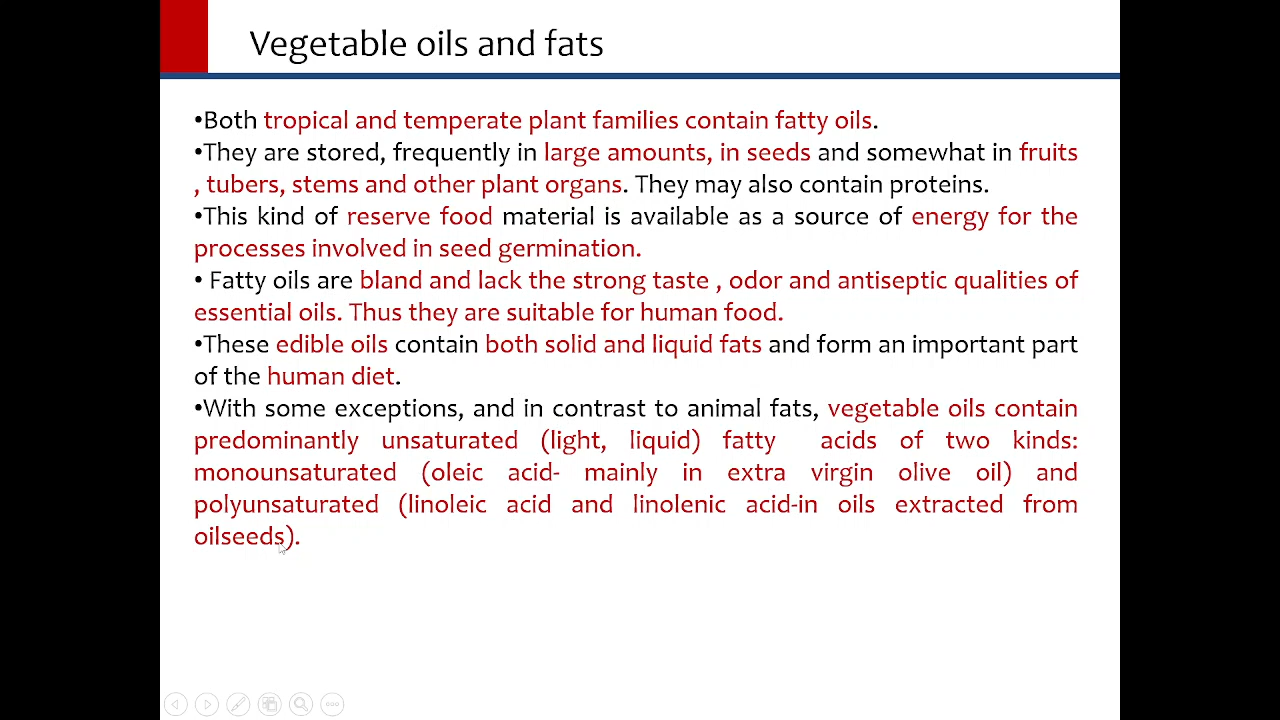 Vegetable oils and fats
•Both tropical and temperate plant families contain fatty oils.
•They are stored, frequently in large amounts, in seeds and somewhat in fruits
, tubers, stems and other plant organs. They may also contain proteins.
•This kind of reserve food material is available as a source of energy for the
processes involved in seed germination.
• Fatty oils are bland and lack the strong taste , odor and antiseptic qualities of
essential oils. Thus they are suitable for human food.
•These edible oils contain both solid and liquid fats and form an important part
of the human diet.
•With some exceptions, and in contrast to animal fats, vegetable oils contain
predominantly unsaturated (light, liquid) fatty acids of two kinds:
monounsaturated (oleic acid- mainly in extra virgin olive oil) and
polyunsaturated (linoleic acid and linolenic acid-in oils extracted from
oilseeds).